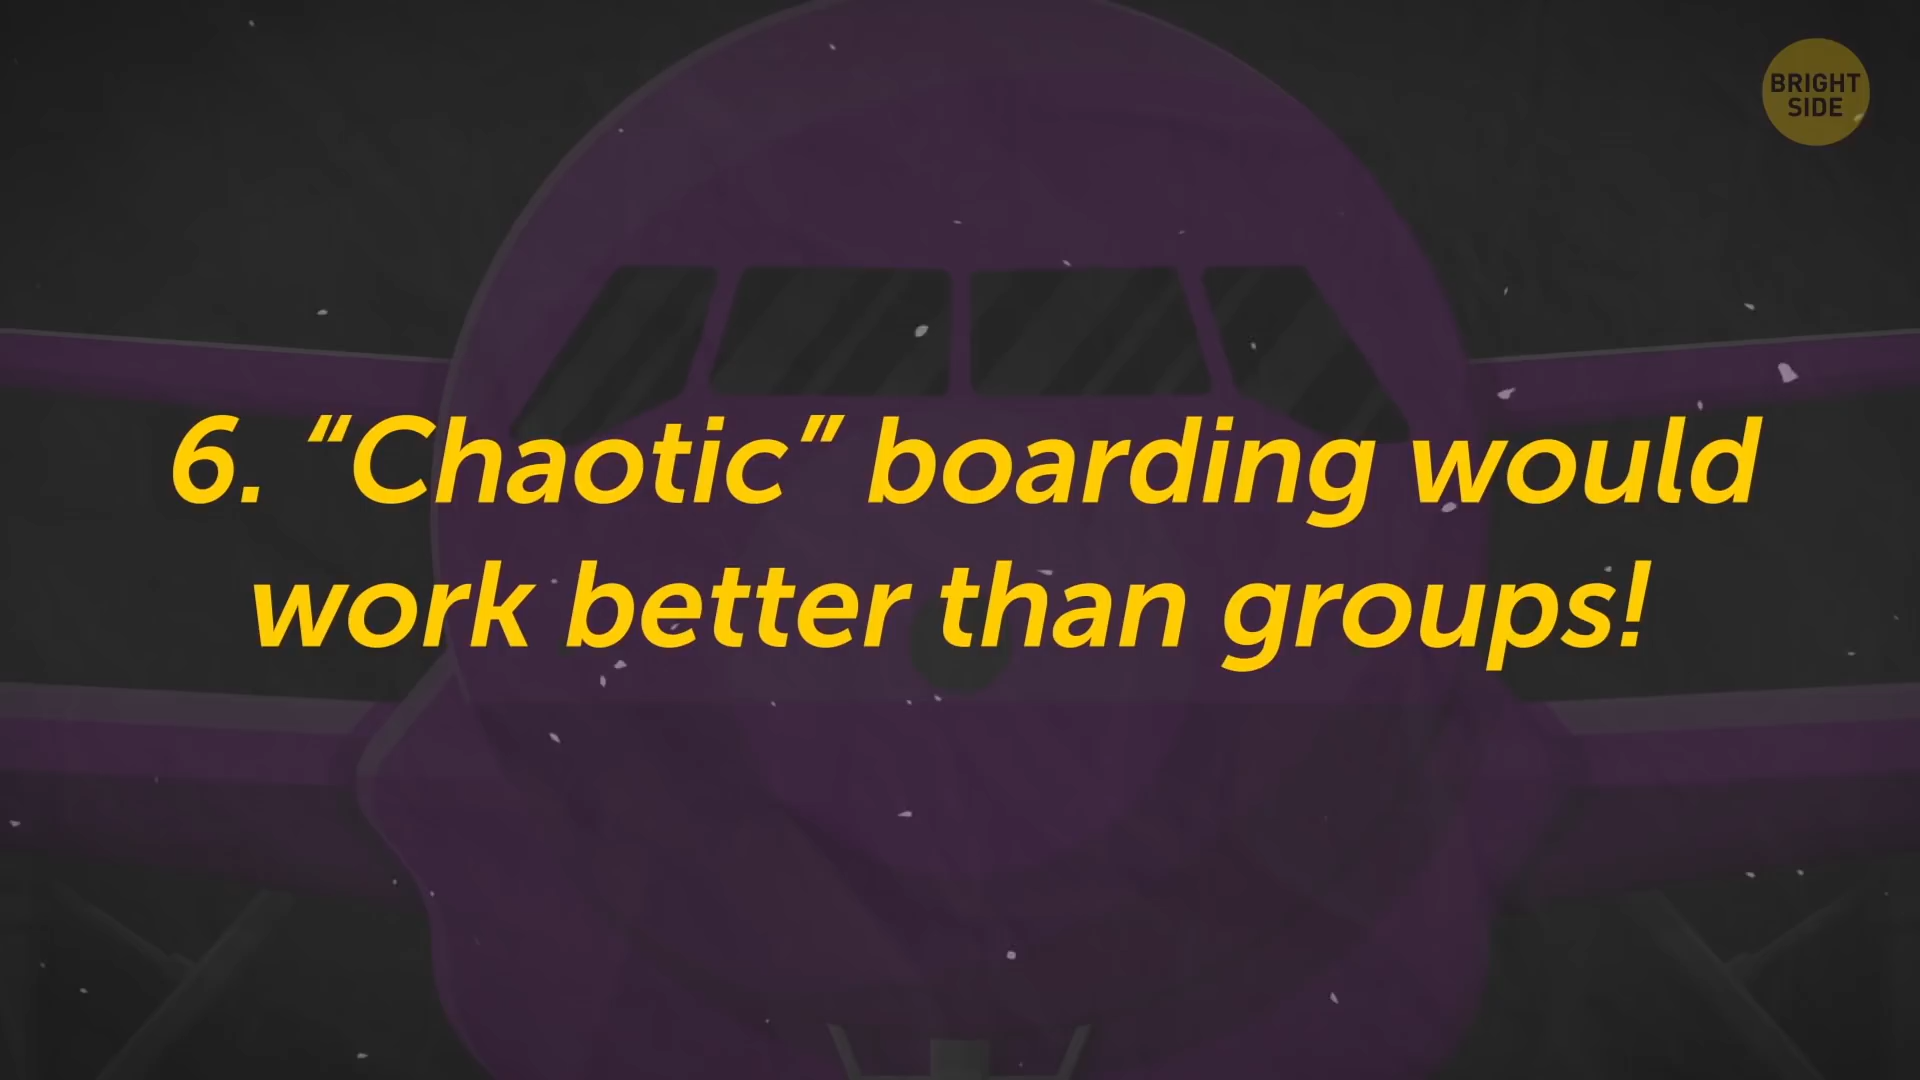 BRIGHT
SIDE
6. “Chaotic” boarding would
work better than groups!